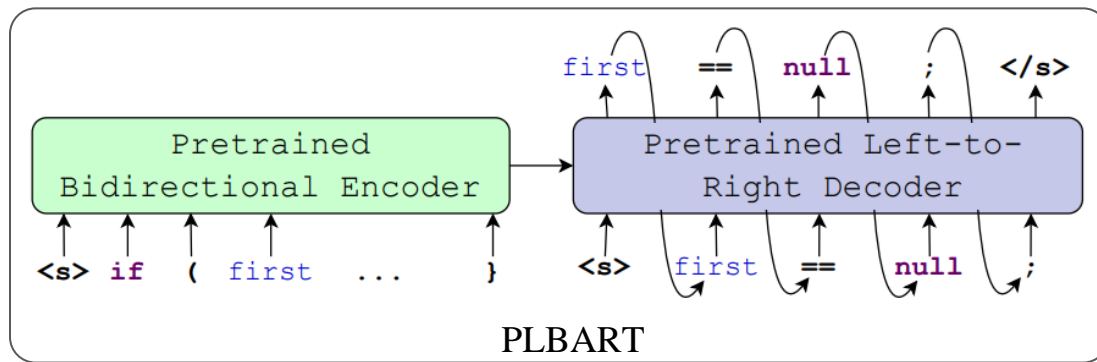 first == null ; </s>
Pretrained
Bidirectional Encoder
Pretrained Left-to-
Right Decoder
<s> if ( first ... }
<s> first == null ;
PLBART